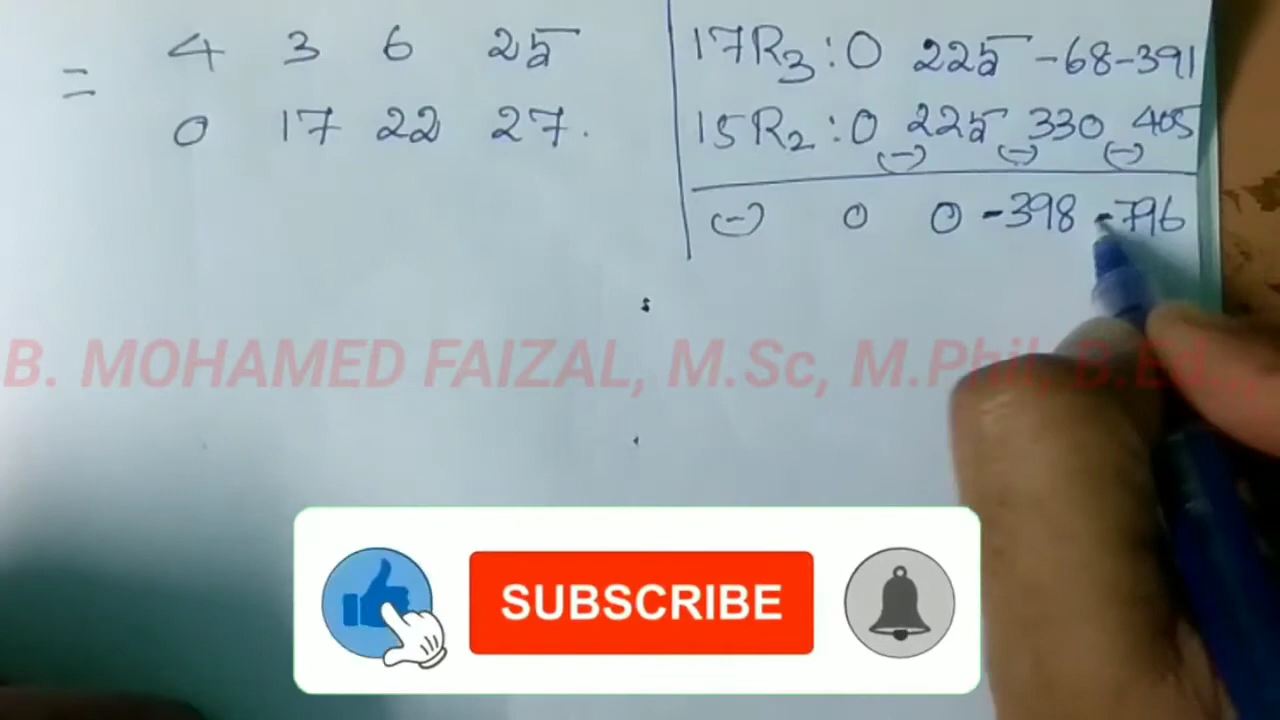 = 4 3 6 25
0 17 22 27.
17R3 : 0 225 -68 -391
15R2 : 0 225 330 405
(-) (-) (-)
(-) 0 0 -398 -796
B. MOHAMED FAIZAL, M.Sc, M.Phil, B.Ed.,,
SUBSCRIBE